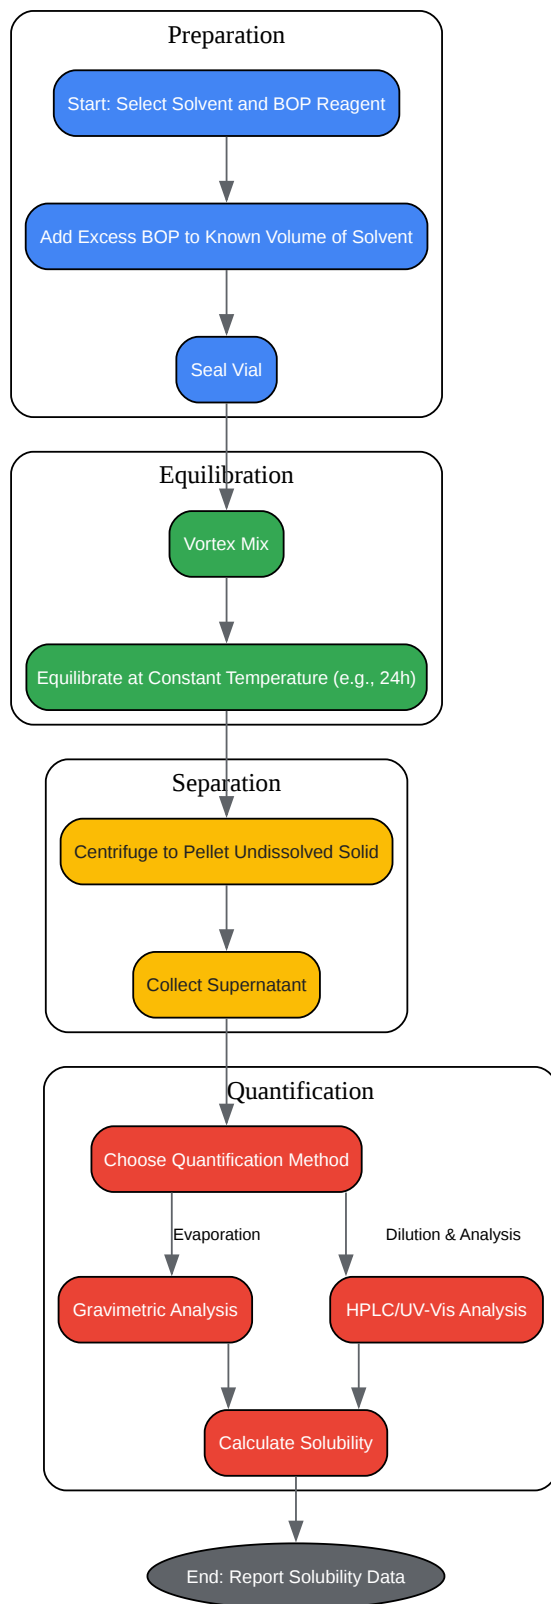 Preparation
Start: Select Solvent and BOP Reagent
Add Excess BOP to Known Volume of Solvent
Seal Vial
Equilibration
Vortex Mix
Equilibrate at Constant Temperature (e.g., 24h)
Separation
Centrifuge to Pellet Undissolved Solid
Collect Supernatant
Quantification
Choose Quantification Method
Evaporation
Dilution & Analysis
Gravimetric Analysis
HPLC/UV-Vis Analysis
Calculate Solubility
End: Report Solubility Data